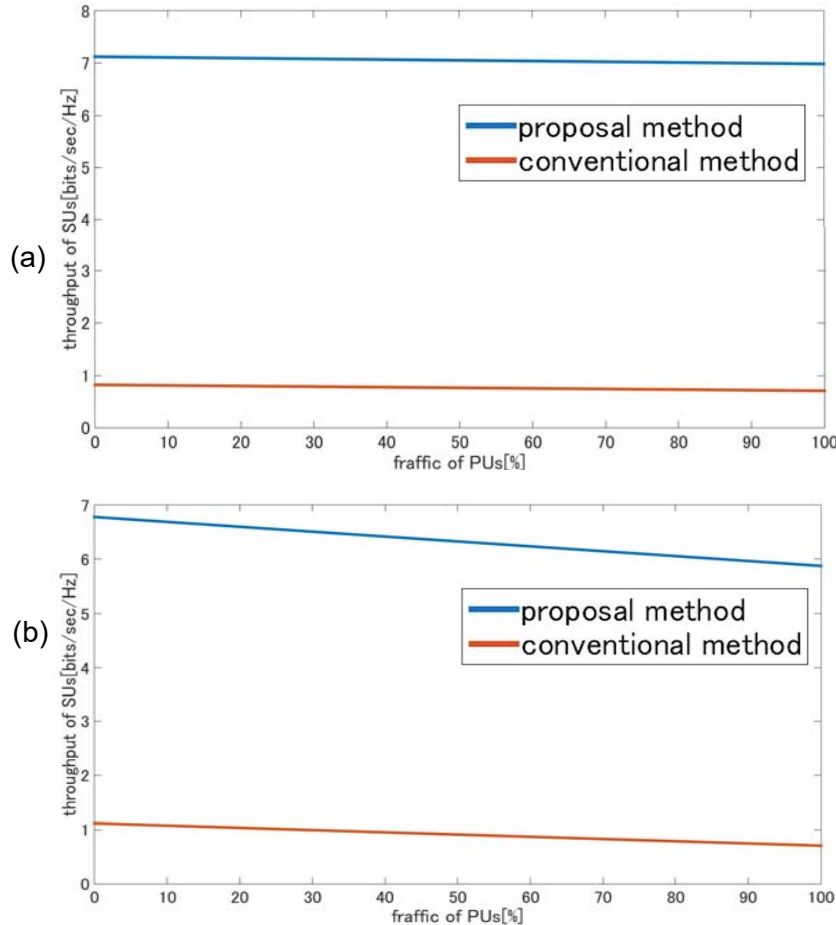 8
7
6
5
4
3
2
1
0
(a)
throughput of SUs[bits/sec/Hz]
proposal method
conventional method
0 10 20 30 40 50 60 70 80 90 100
fraffic of PUs[%]
7
6
5
4
3
2
1
0
(b)
throughput of SUs[bits/sec/Hz]
proposal method
conventional method
0 10 20 30 40 50 60 70 80 90 100
fraffic of PUs[%]